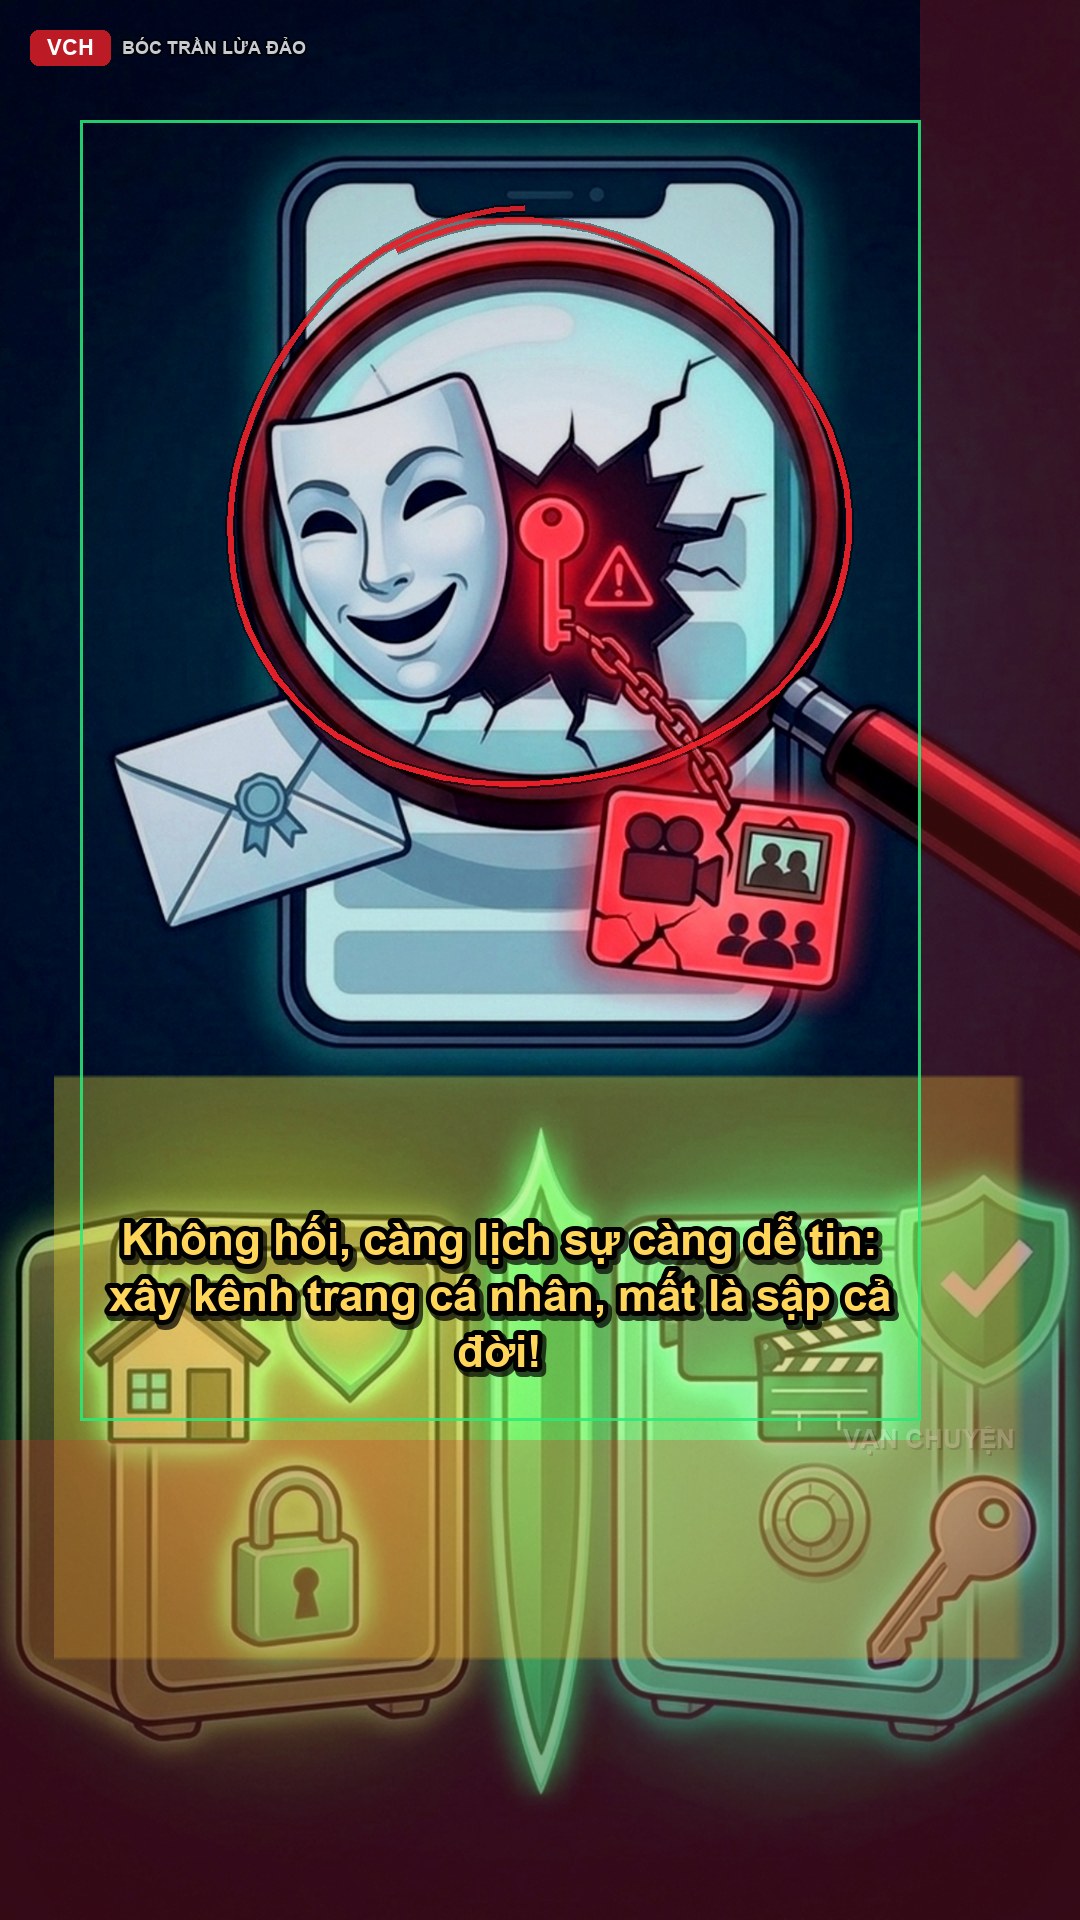 VCH BÓC TRẦN LỪA ĐẢO
Không hối, càng lịch sự càng dễ tin:
xây kênh trang cá nhân, mất là sập cả
đời!
VẠN CHUYỆN